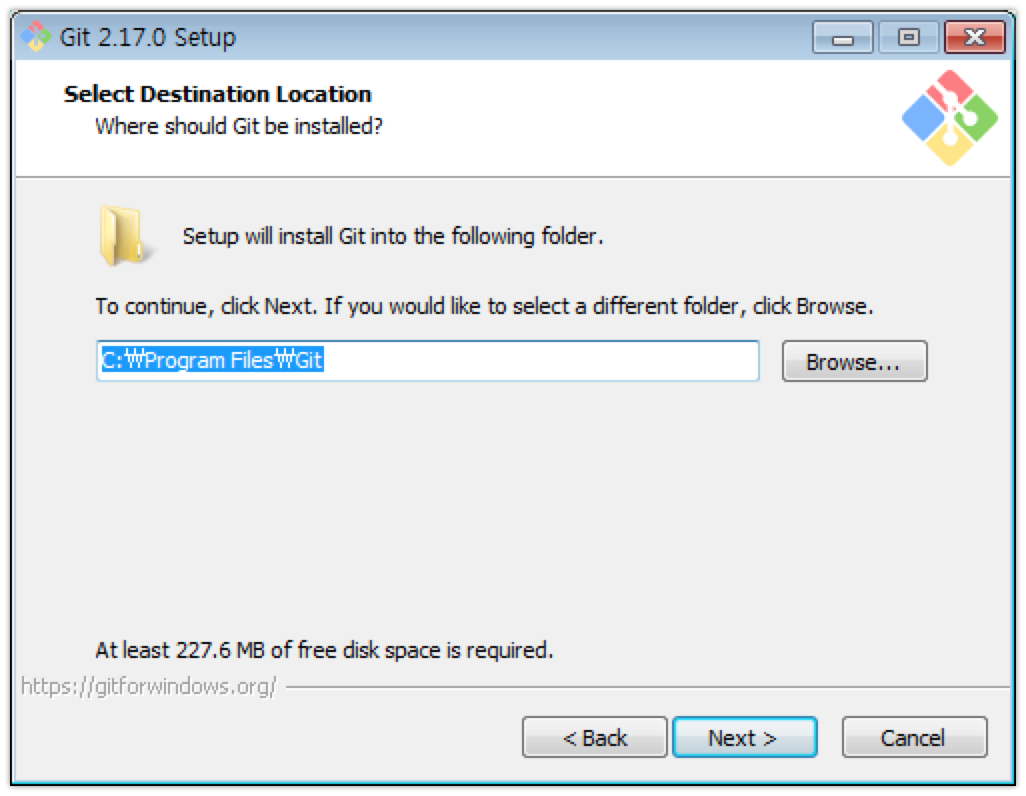 Git 2.17.0 Setup
Select Destination Location
Where should Git be installed?
Setup will install Git into the following folder.
To continue, click Next. If you would like to select a different folder, click Browse.
C:₩Program Files₩Git
Browse...
At least 227.6 MB of free disk space is required.
https://gitforwindows.org/
< Back
Next >
Cancel